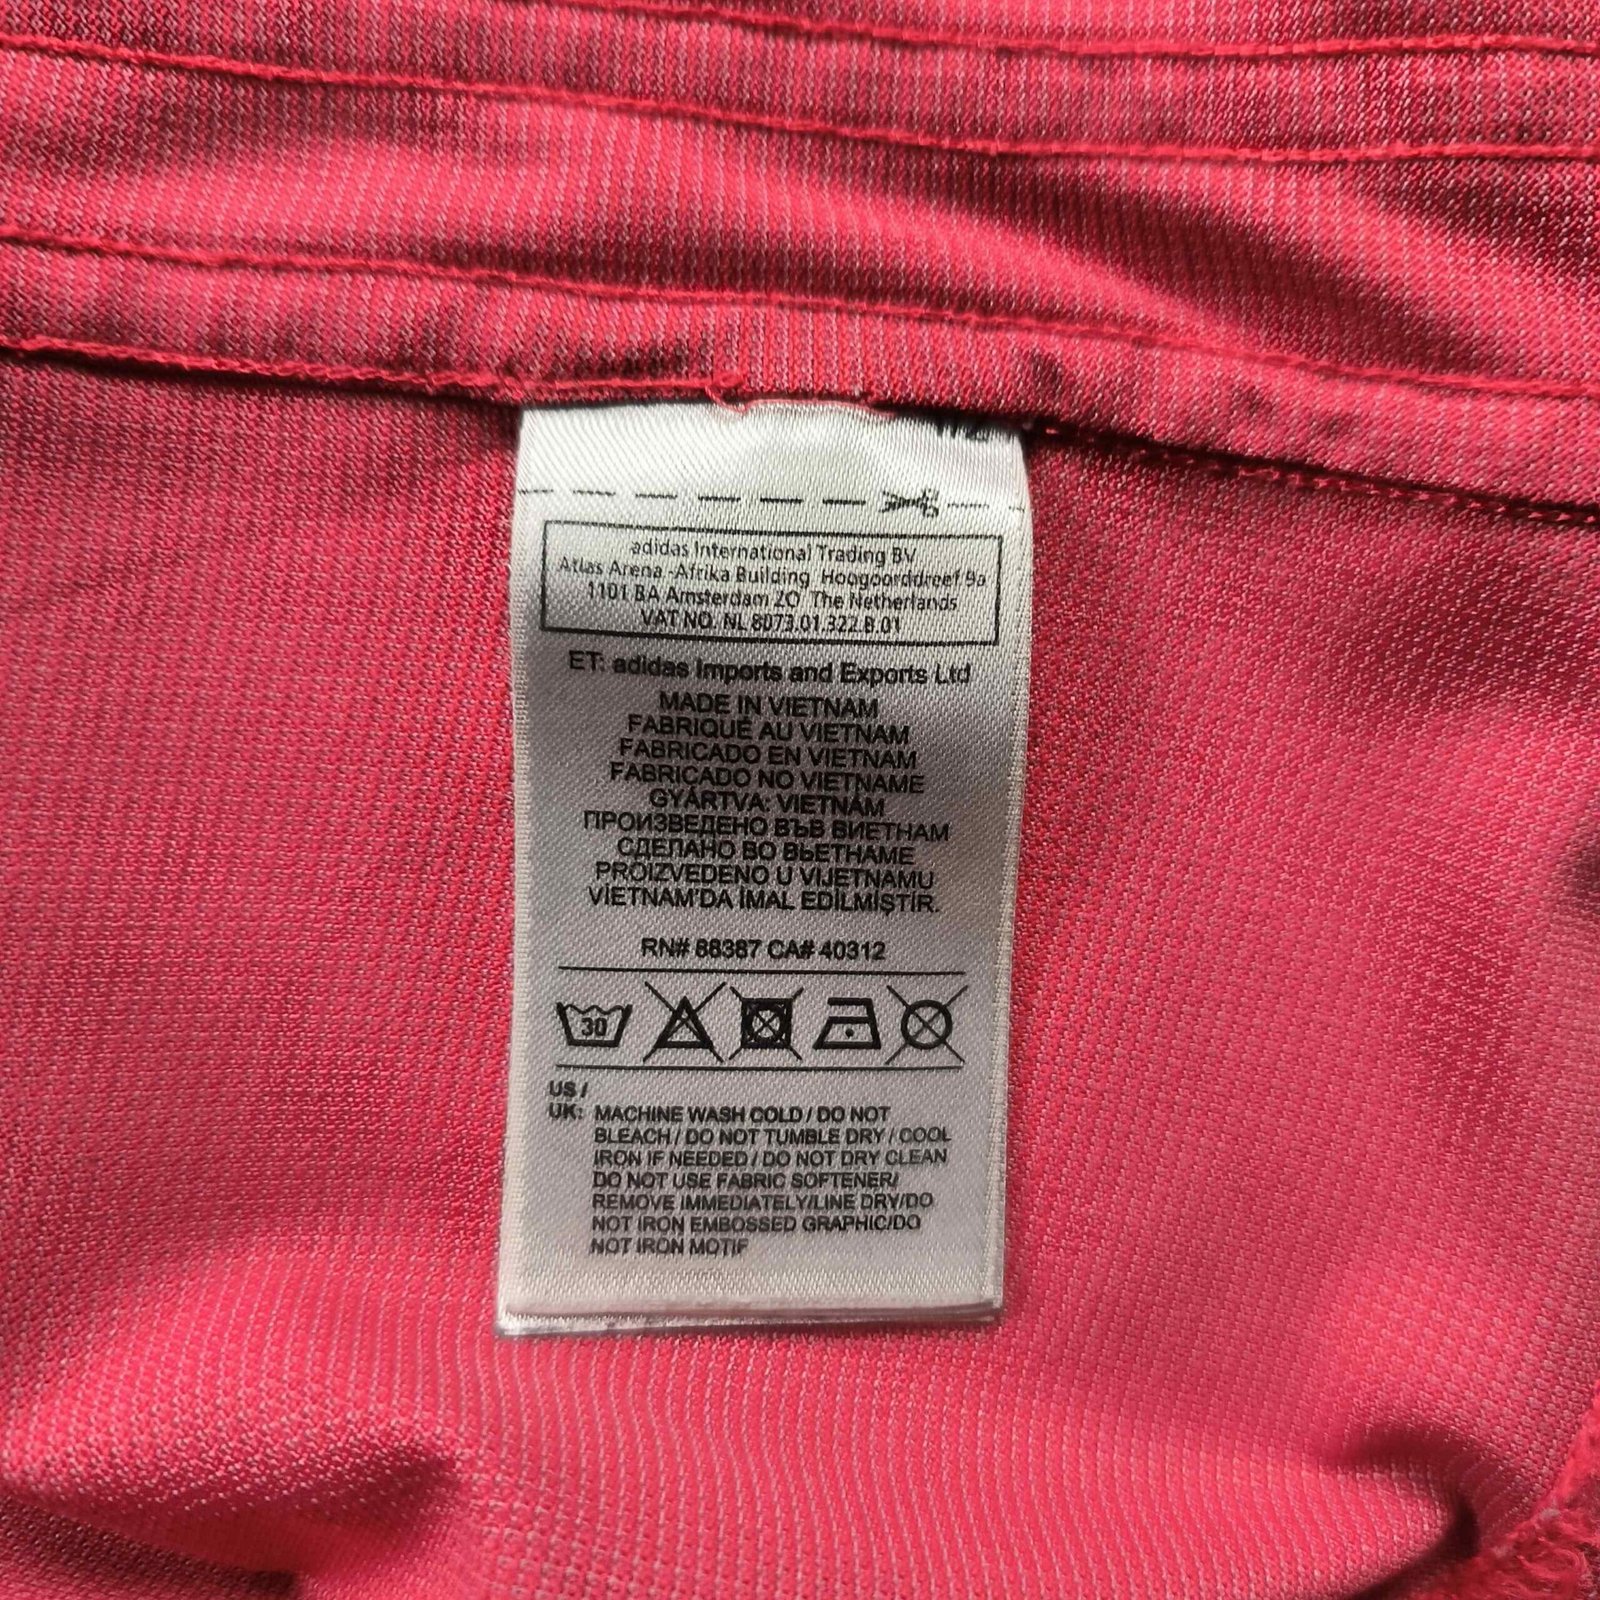 adidas International Trading BV
Atlas Arena -Afrika Building Hoogoorddreef 9a
1101 BA Amsterdam ZO The Netherlands
VAT NO. NL 8073.01.322.B.01
ET: adidas Imports and Exports Ltd
MADE IN VIETNAM
FABRIQUÉ AU VIETNAM
FABRICADO EN VIETNAM
FABRICADO NO VIETNAME
GYÁRTVA: VIETNÁM
ПРОИЗВЕДЕНО ВЪВ ВИЕТНАМ
СДЕЛАНО ВО ВЬЕТНАМЕ
PROIZVEDENO U VIJETNAMU
VİETNAM'DA İMAL EDİLMİŞTİR.
RN# 88387 CA# 40312
30
US /
UK: MACHINE WASH COLD / DO NOT
BLEACH / DO NOT TUMBLE DRY / COOL
IRON IF NEEDED / DO NOT DRY CLEAN
DO NOT USE FABRIC SOFTENER/
REMOVE IMMEDIATELY/LINE DRY/DO
NOT IRON EMBOSSED GRAPHIC/DO
NOT IRON MOTIF